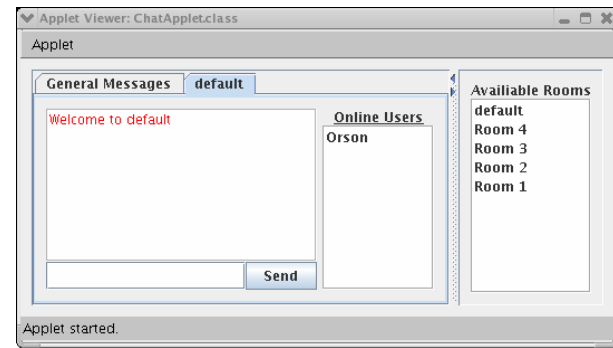 Applet Viewer: ChatApplet.class
Applet
General Messages
default
Welcome to default
Send
Online Users
Orson
Availiable Rooms
default
Room 4
Room 3
Room 2
Room 1
Applet started.